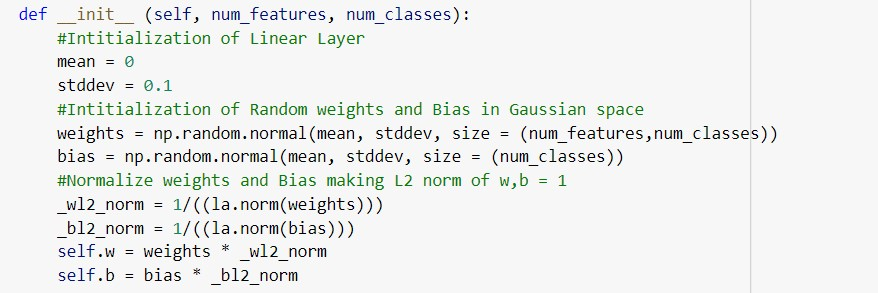 def __init__ (self, num_features, num_classes):
    #Intitialization of Linear Layer
    mean = 0
    stddev = 0.1
    #Intitialization of Random weights and Bias in Gaussian space
    weights = np.random.normal(mean, stddev, size = (num_features,num_classes))
    bias = np.random.normal(mean, stddev, size = (num_classes))
    #Normalize weights and Bias making L2 norm of w,b = 1
    _wl2_norm = 1/((la.norm(weights)))
    _bl2_norm = 1/((la.norm(bias)))
    self.w = weights * _wl2_norm
    self.b = bias * _bl2_norm